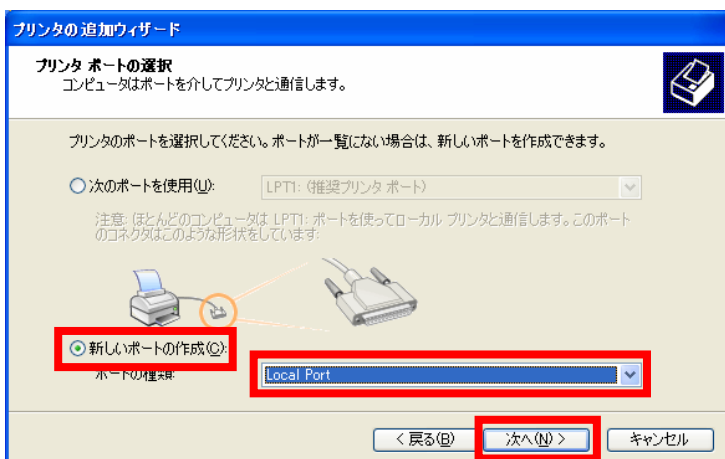 プリンタの追加ウィザード
プリンタ ポートの選択
コンピュータはポートを介してプリンタと通信します。
プリンタのポートを選択してください。ポートが一覧にない場合は、新しいポートを作成できます。
次のポートを使用(U): LPT1: (推奨プリンタ ポート)
注意: ほとんどのコンピュータは LPT1: ポートを使ってローカル プリンタと通信します。このポート
のコネクタはこのような形状をしています:
新しいポートの作成(C):
ポートの種類: Local Port
< 戻る(B) 次へ(N) > キャンセル